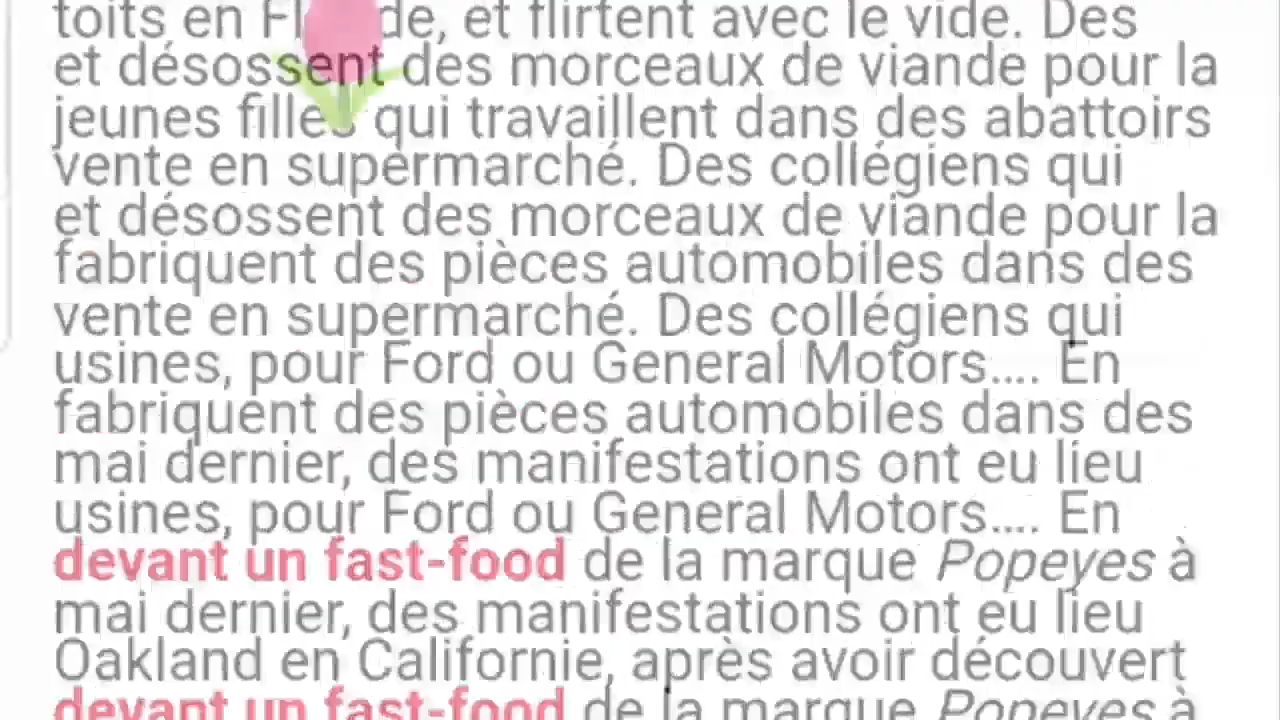 toits en de, et flirtent avec le vide. Des
et désossent des morceaux de viande pour la
jeunes filles qui travaillent dans des abattoirs
vente en supermarché. Des collégiens qui
et désossent des morceaux de viande pour la
fabriquent des pièces automobiles dans des
vente en supermarché. Des collégiens qui
usines, pour Ford ou General Motors.... En
fabriquent des pièces automobiles dans des
mai dernier, des manifestations ont eu lieu
usines, pour Ford ou General Motors.... En
devant un fast-food de la marque Popeyes à
mai dernier, des manifestations ont eu lieu
Oakland en Californie, après avoir découvert
devant un fast-food de la marque Popeyes à